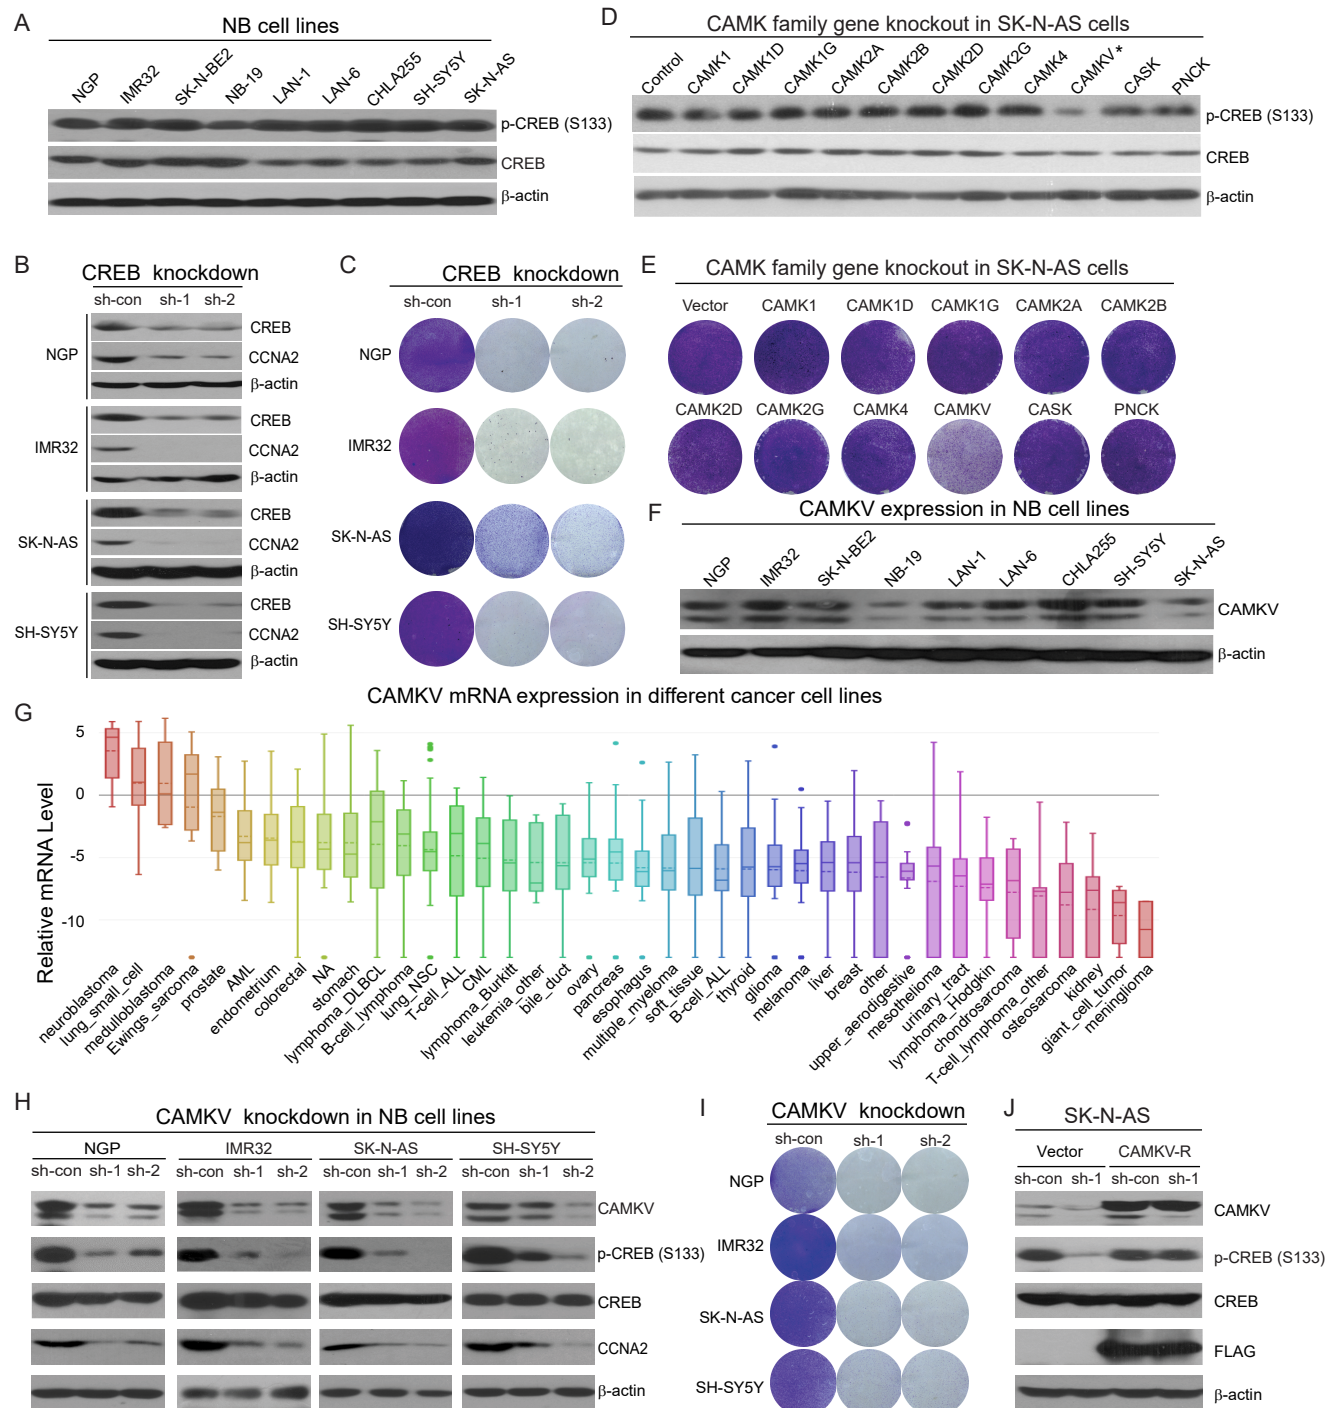 A
NB cell lines
NGP
IMR32
SK-N-BE2
NB-19
LAN-1
LAN-6
CHLA255
SH-SY5Y
SK-N-AS
p-CREB (S133)
CREB
β-actin
D
CAMK family gene knockout in SK-N-AS cells
Control
CAMK1
CAMK1D
CAMK1G
CAMK2A
CAMK2B
CAMK2D
CAMK2G
CAMK4
CAMKV *
CASK
PNCK
p-CREB (S133)
CREB
β-actin
B
CREB knockdown
sh-con sh-1 sh-2
NGP
CREB
CCNA2
β-actin
IMR32
CREB
CCNA2
β-actin
SK-N-AS
CREB
CCNA2
β-actin
SH-SY5Y
CREB
CCNA2
β-actin
C
CREB knockdown
sh-con sh-1 sh-2
NGP
IMR32
SK-N-AS
SH-SY5Y
E
CAMK family gene knockout in SK-N-AS cells
Vector CAMK1 CAMK1D CAMK1G CAMK2A CAMK2B
CAMK2D CAMK2G CAMK4 CAMKV CASK PNCK
F
CAMKV expression in NB cell lines
NGP
IMR32
SK-N-BE2
NB-19
LAN-1
LAN-6
CHLA255
SH-SY5Y
SK-N-AS
CAMKV
β-actin
G
CAMKV mRNA expression in different cancer cell lines
Relative mRNA Level
5
0
-5
-10
neuroblastoma
lung_small_cell
medulloblastoma
Ewings_sarcoma
prostate
AML
endometrium
colorectal
NA
stomach
lymphoma_DLBCL
B-cell_lymphoma
lung_NSC
T-cell_ALL
CML
lymphoma_Burkitt
leukemia_other
bile_duct
ovary
pancreas
esophagus
multiple_myeloma
soft_tissue
B-cell_ALL
thyroid
glioma
melanoma
liver
breast
other
upper_aerodigestive
mesothelioma
urinary_tract
lymphoma_Hodgkin
chondrosarcoma
T-cell_lymphoma_other
osteosarcoma
kidney
giant_cell_tumor
meninglioma
H
CAMKV knockdown in NB cell lines
NGP IMR32 SK-N-AS SH-SY5Y
sh-con sh-1 sh-2 sh-con sh-1 sh-2 sh-con sh-1 sh-2 sh-con sh-1 sh-2
CAMKV
p-CREB (S133)
CREB
CCNA2
β-actin
I
CAMKV knockdown
sh-con sh-1 sh-2
NGP
IMR32
SK-N-AS
SH-SY5Y
J
SK-N-AS
Vector CAMKV-R
sh-con sh-1 sh-con sh-1
CAMKV
p-CREB (S133)
CREB
FLAG
β-actin